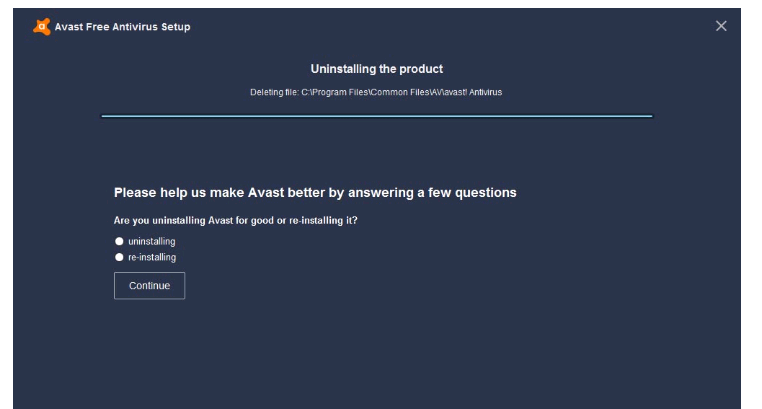 Avast Free Antivirus Setup
Uninstalling the product
Deleting file: C:\Program Files\Common Files\AV\avast! Antivirus
Please help us make Avast better by answering a few questions
Are you uninstalling Avast for good or re-installing it?
uninstalling
re-installing
Continue